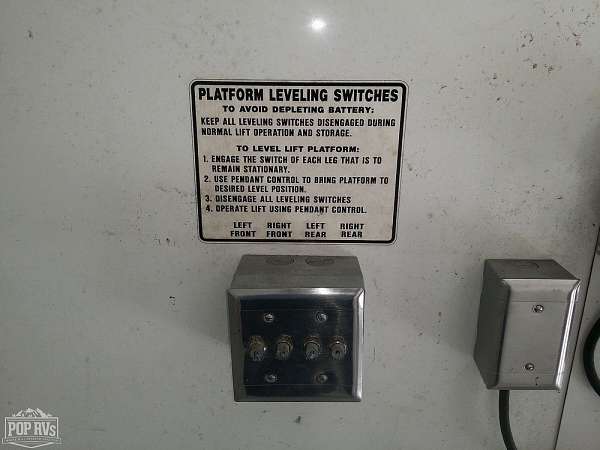 PLATFORM LEVELING SWITCHES
TO AVOID DEPLETING BATTERY:
KEEP ALL LEVELING SWITCHES DISENGAGED DURING
NORMAL LIFT OPERATION AND STORAGE.
TO LEVEL LIFT PLATFORM:
1. ENGAGE THE SWITCH OF EACH LEG THAT IS TO
REMAIN STATIONARY.
2. USE PENDANT CONTROL TO BRING PLATFORM TO
DESIRED LEVEL POSITION.
3. DISENGAGE ALL LEVELING SWITCHES
4. OPERATE LIFT USING PENDANT CONTROL.
LEFT RIGHT LEFT RIGHT
FRONT FRONT REAR REAR
POP RVs